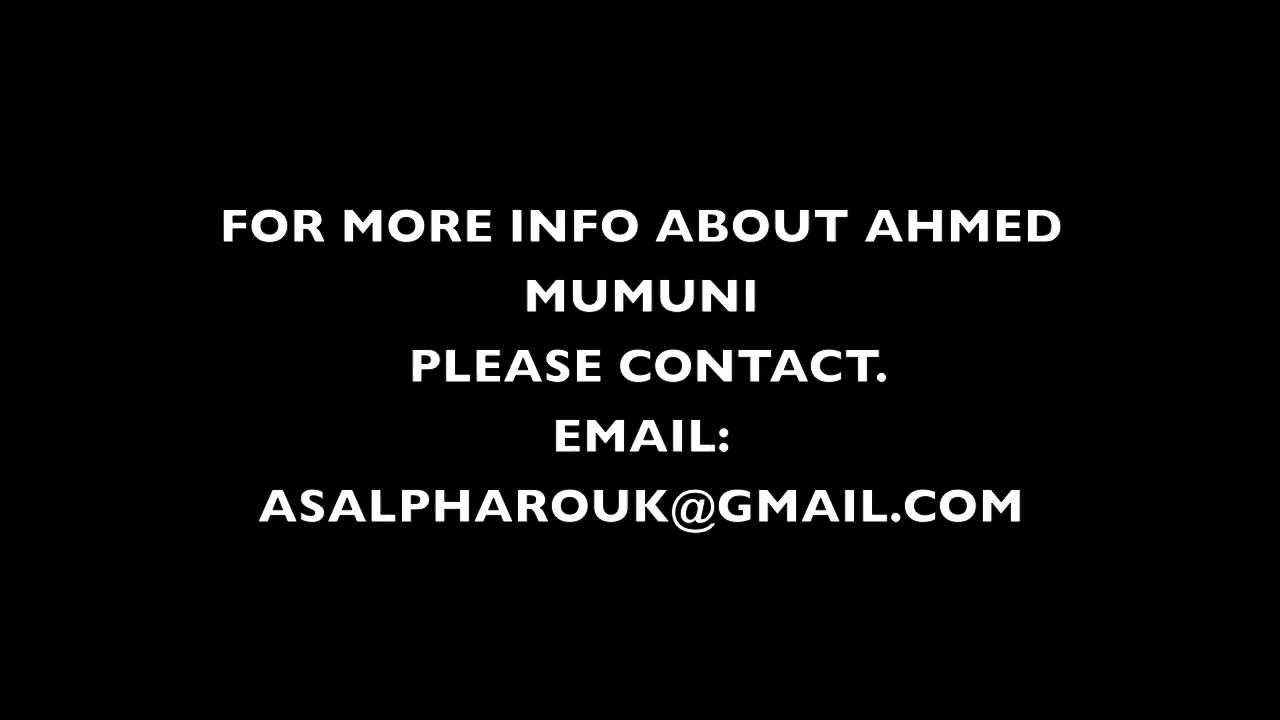 FOR MORE INFO ABOUT AHMED
MUMUNI
PLEASE CONTACT.
EMAIL:
ASALPHAROUK@GMAIL.COM